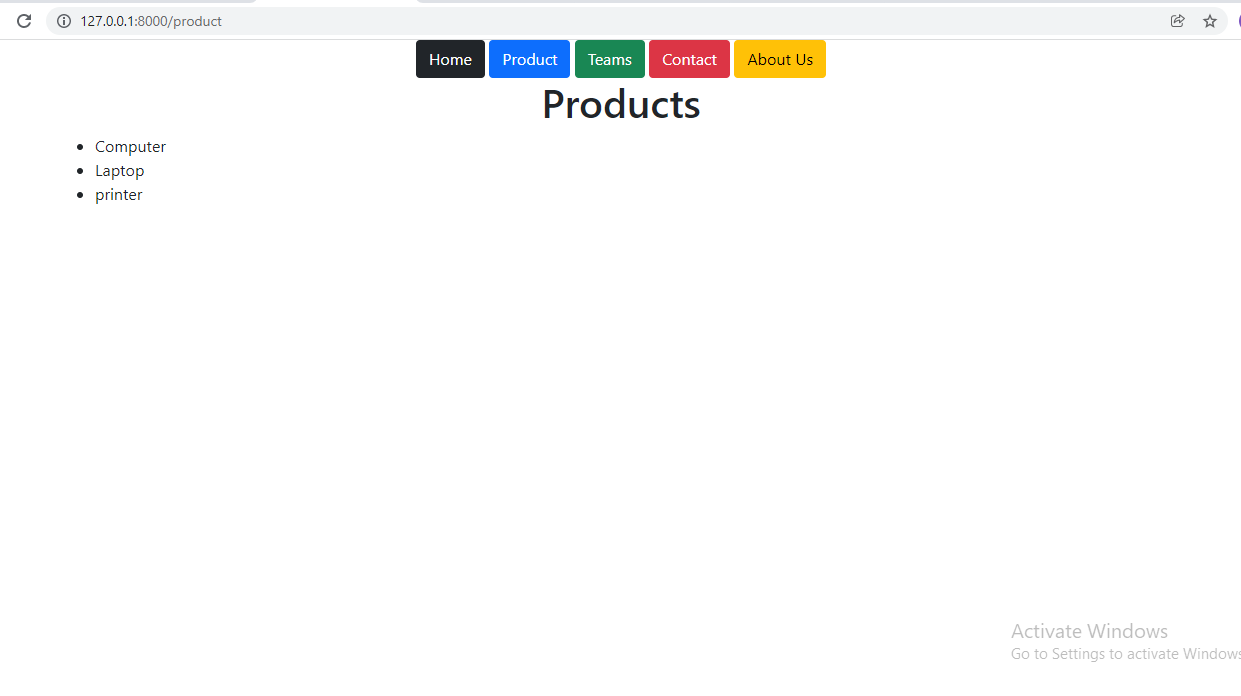 127.0.0.1:8000/product
Home Product Teams Contact About Us
Products
Computer
Laptop
printer
Activate Windows
Go to Settings to activate Windows